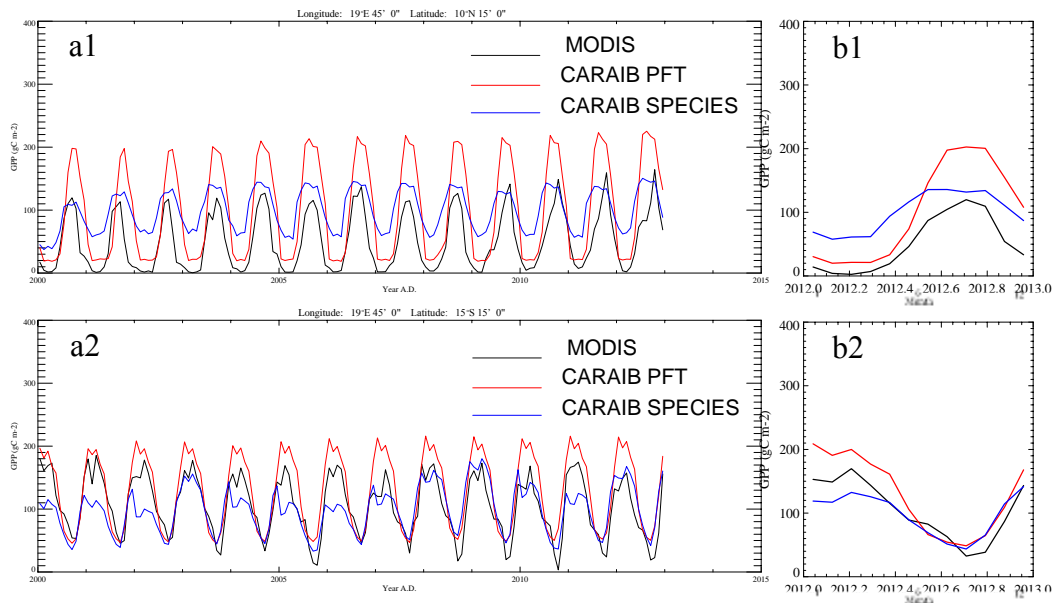 Longitude: 19°E 45' 0" Latitude: 10°N 15' 0"
a1
MODIS
CARAIB PFT
CARAIB SPECIES
GPP (gC m-2)
400
300
200
100
0
2000
2005
2010
2015
Year A.D.
b1
GPP (gC m-2)
400
300
200
100
0
2012.0 2012.2 2012.4 2012.6 2012.8 2013.0
Longitude: 19°E 45' 0" Latitude: 15°S 15' 0"
a2
MODIS
CARAIB PFT
CARAIB SPECIES
GPP (gC m-2)
400
300
200
100
0
2000
2005
2010
2015
Year A.D.
b2
GPP (gC m-2)
400
300
200
100
0
2012.0 2012.2 2012.4 2012.6 2012.8 2013.0